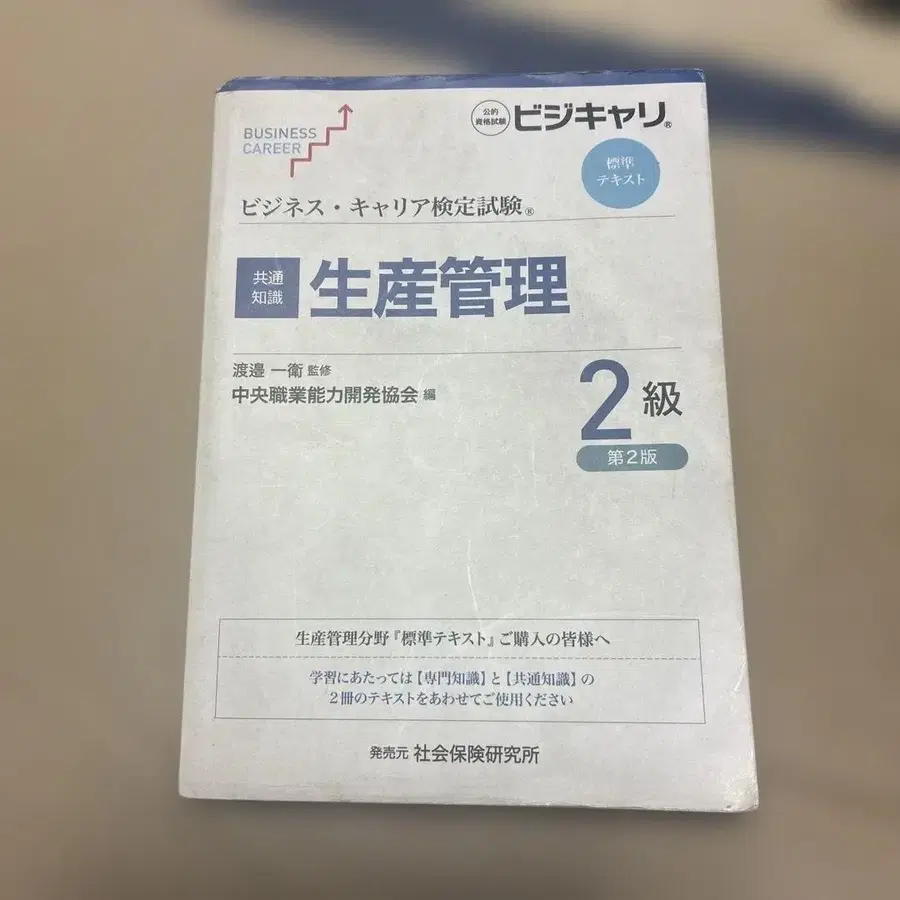 BUSINESS
CAREER
公的
資格試験
ビジキャリ®
標準
テキスト
ビジネス・キャリア検定試験®
共通
知識
生産管理
渡邉 一衛 監修
中央職業能力開発協会 編
2級
第2版
生産管理分野『標準テキスト』ご購入の皆様へ
学習にあたっては【専門知識】と【共通知識】の
2冊のテキストをあわせてご使用ください
発売元 社会保険研究所